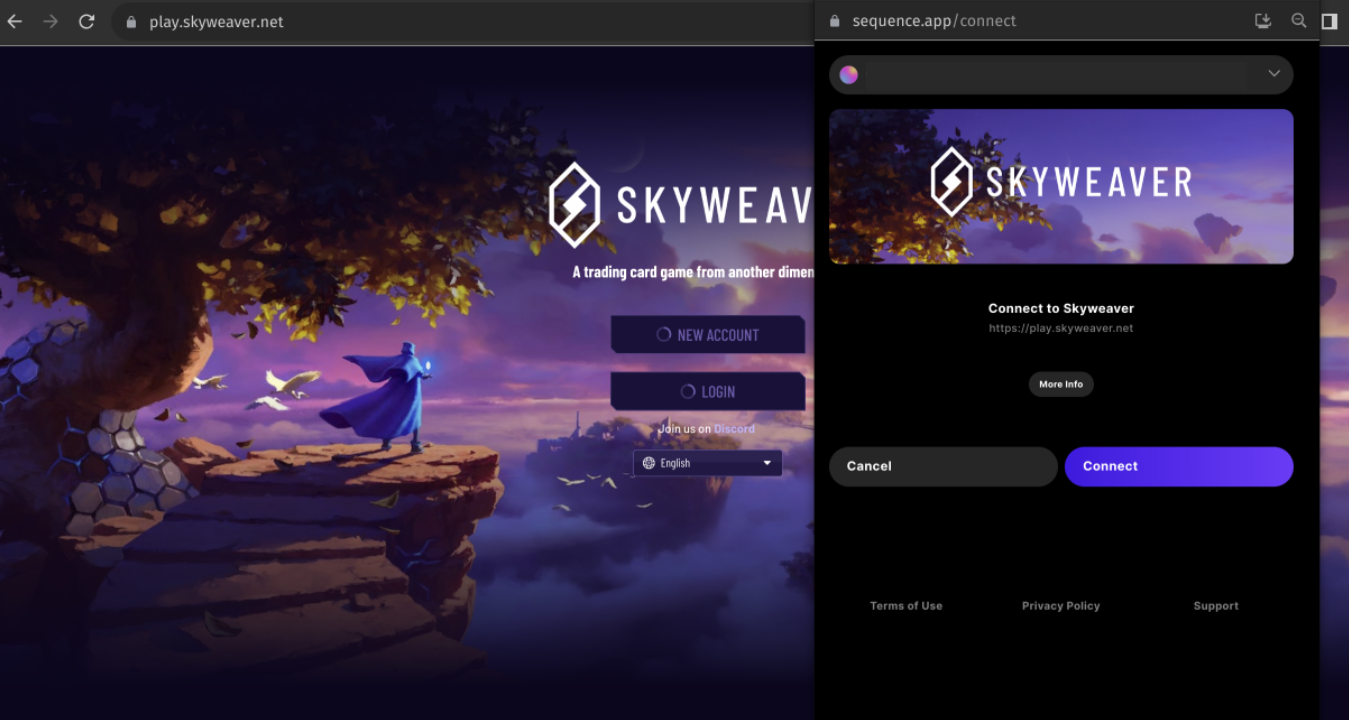 play.skyweaver.net
SKYWEAV
A trading card game from another dimen
NEW ACCOUNT
LOGIN
Join us on Discord
English
sequence.app/connect
SKYWEAVER
Connect to Skyweaver
https://play.skyweaver.net
More Info
Cancel
Connect
Terms of Use
Privacy Policy
Support